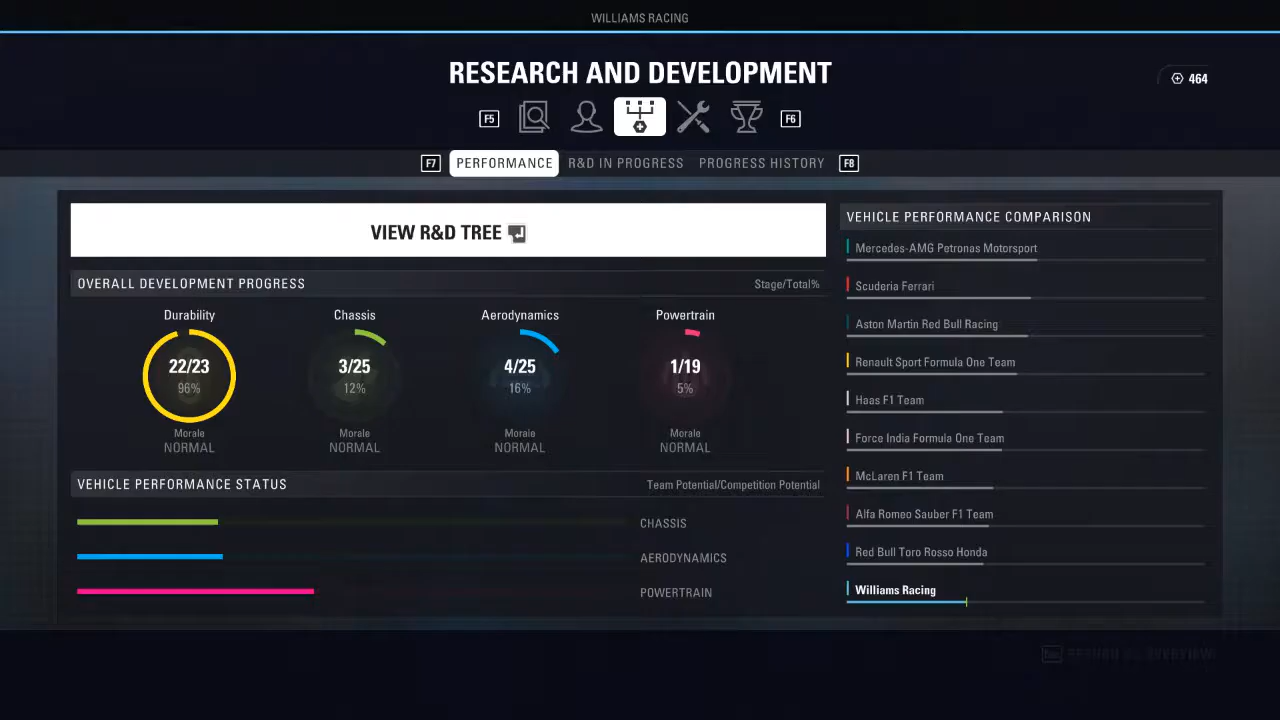 WILLIAMS RACING
RESEARCH AND DEVELOPMENT
464
F5
F6
F7 PERFORMANCE R&D IN PROGRESS PROGRESS HISTORY F8
VIEW R&D TREE
OVERALL DEVELOPMENT PROGRESS Stage/Total%
Durability Chassis Aerodynamics Powertrain
22/23 3/25 4/25 1/19
96% 12% 16% 5%
Morale Morale Morale Morale
NORMAL NORMAL NORMAL NORMAL
VEHICLE PERFORMANCE STATUS Team Potential/Competition Potential
CHASSIS
AERODYNAMICS
POWERTRAIN
VEHICLE PERFORMANCE COMPARISON
Mercedes-AMG Petronas Motorsport
Scuderia Ferrari
Aston Martin Red Bull Racing
Renault Sport Formula One Team
Haas F1 Team
Force India Formula One Team
McLaren F1 Team
Alfa Romeo Sauber F1 Team
Red Bull Toro Rosso Honda
Williams Racing